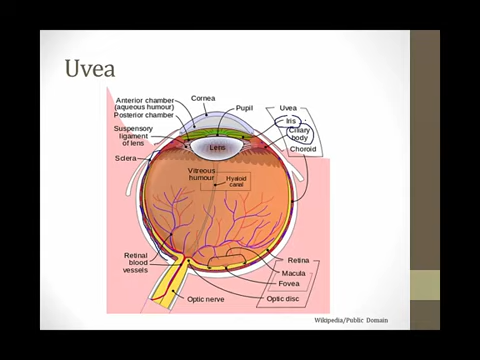 Uvea
Anterior chamber
(aqueous humour)
Posterior chamber
Cornea
Pupil
Uvea
Iris
Ciliary
body
Choroid
Suspensory
ligament
of lens
Lens
Sclera
Vitreous
humour
Hyaloid
canal
Retinal
blood
vessels
Retina
Macula
Fovea
Optic nerve
Optic disc
Wikipedia/Public Domain